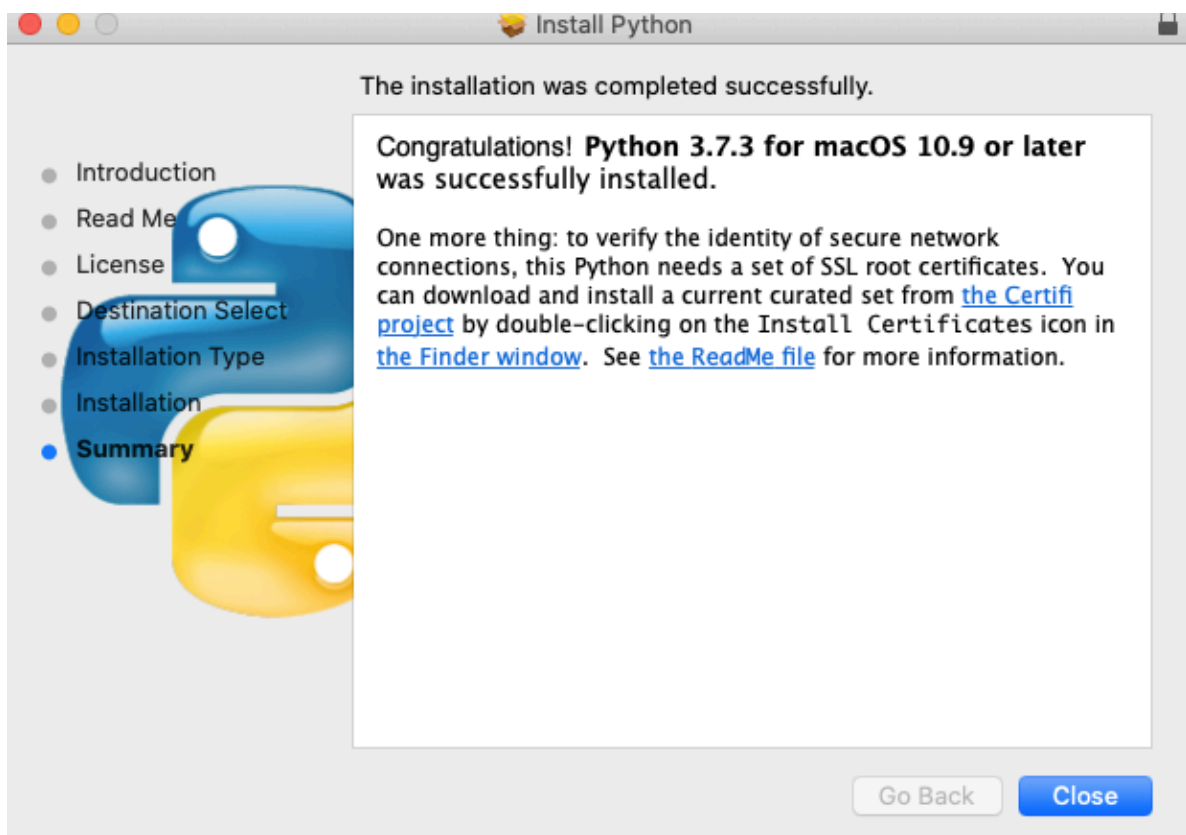 Install Python
The installation was completed successfully.
Introduction
Read Me
License
Destination Select
Installation Type
Installation
Summary
Congratulations! Python 3.7.3 for macOS 10.9 or later
was successfully installed.
One more thing: to verify the identity of secure network
connections, this Python needs a set of SSL root certificates.  You
can download and install a current curated set from the Certifi
project by double-clicking on the Install Certificates icon in
the Finder window.  See the ReadMe file for more information.
Go Back
Close